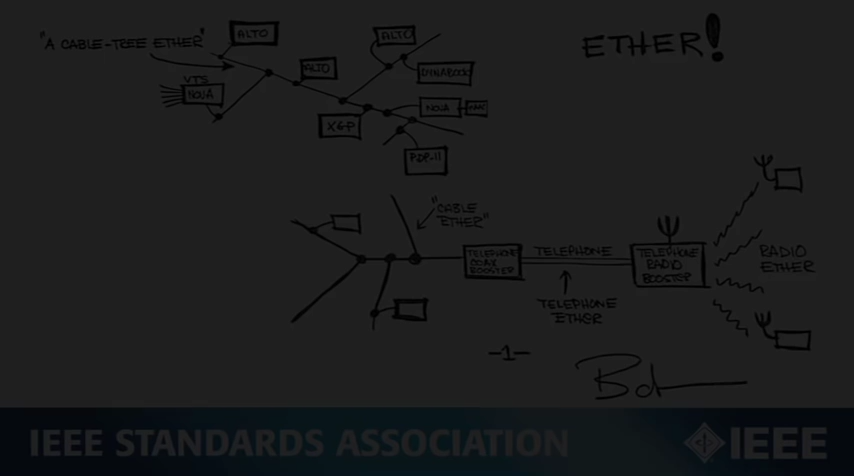 "A CABLE-TREE ETHER"
ALTO
ALTO
ETHER!
ALTO
DYNABOOK
VTS
NOVA
NOVA
XGP
PDP-11
"CABLE
ETHER"
TELEPHONE
COAX
BOOSTER
TELEPHONE
TELEPHONE
RADIO
BOOSTER
RADIO
ETHER
TELEPHONE
ETHER
-1-
Bob
IEEE STANDARDS ASSOCIATION
IEEE